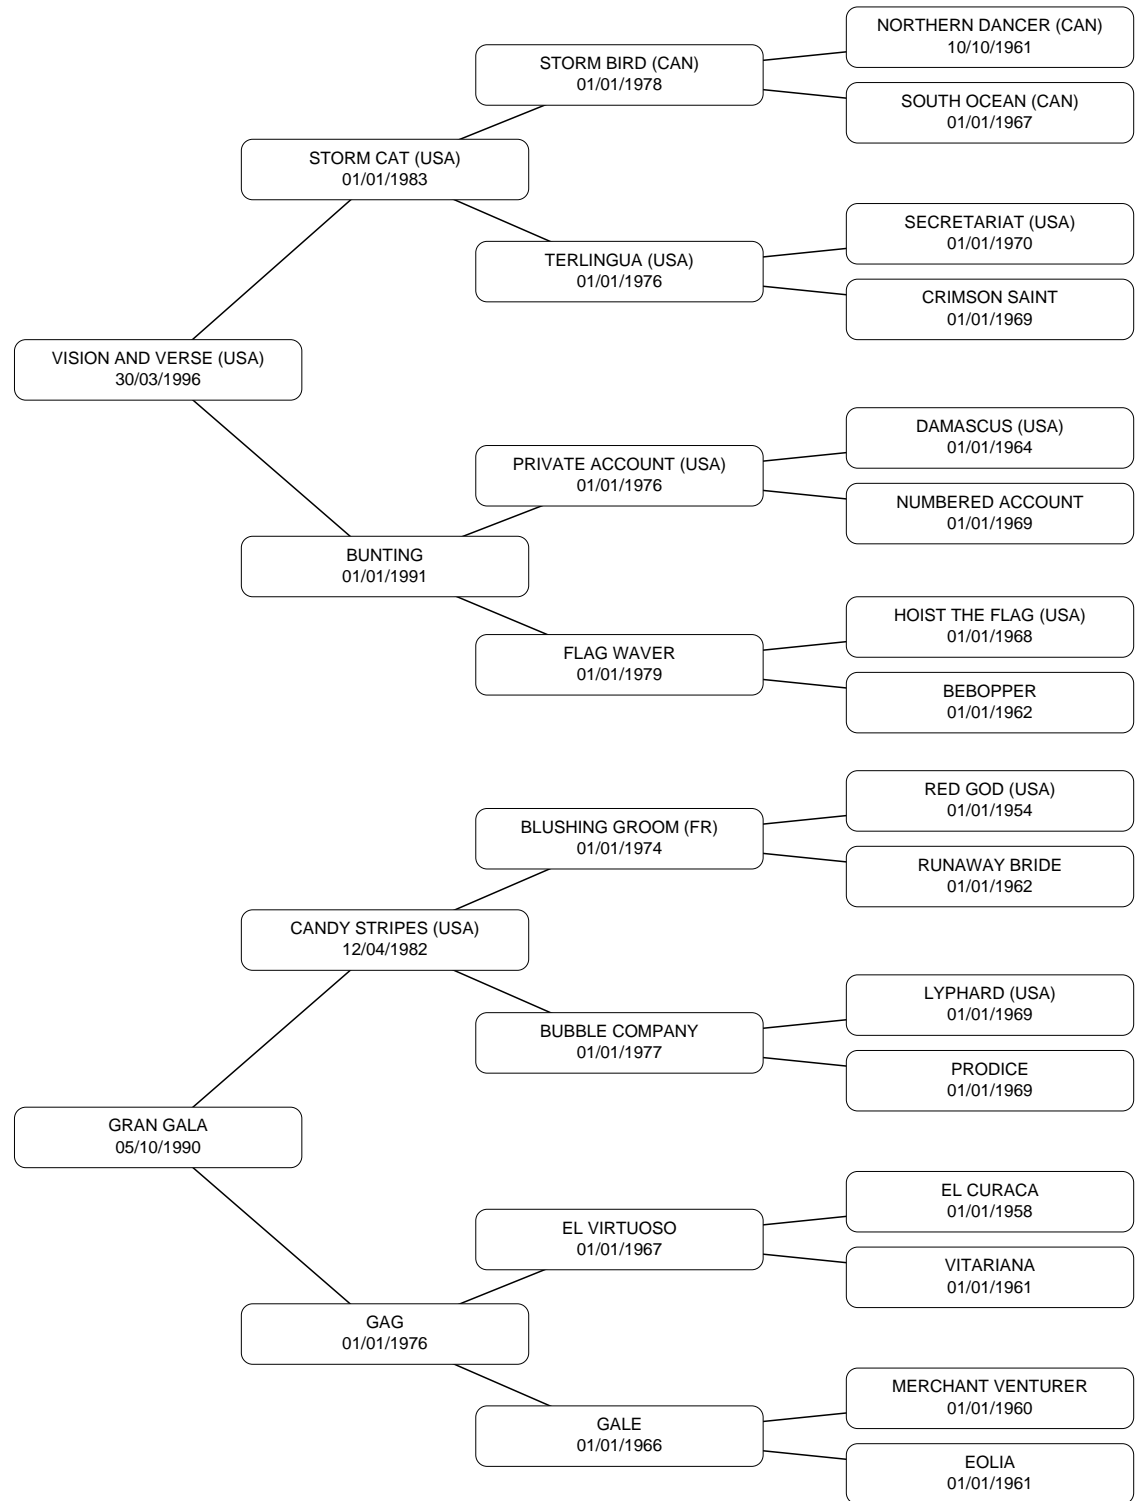 NORTHERN DANCER (CAN)
10/10/1961
STORM BIRD (CAN)
01/01/1978
SOUTH OCEAN (CAN)
01/01/1967
STORM CAT (USA)
01/01/1983
SECRETARIAT (USA)
01/01/1970
TERLINGUA (USA)
01/01/1976
CRIMSON SAINT
01/01/1969
VISION AND VERSE (USA)
30/03/1996
DAMASCUS (USA)
01/01/1964
PRIVATE ACCOUNT (USA)
01/01/1976
NUMBERED ACCOUNT
01/01/1969
BUNTING
01/01/1991
HOIST THE FLAG (USA)
01/01/1968
FLAG WAVER
01/01/1979
BEBOPPER
01/01/1962
RED GOD (USA)
01/01/1954
BLUSHING GROOM (FR)
01/01/1974
RUNAWAY BRIDE
01/01/1962
CANDY STRIPES (USA)
12/04/1982
LYPHARD (USA)
01/01/1969
BUBBLE COMPANY
01/01/1977
PRODICE
01/01/1969
GRAN GALA
05/10/1990
EL CURACA
01/01/1958
EL VIRTUOSO
01/01/1967
VITARIANA
01/01/1961
GAG
01/01/1976
MERCHANT VENTURER
01/01/1960
GALE
01/01/1966
EOLIA
01/01/1961